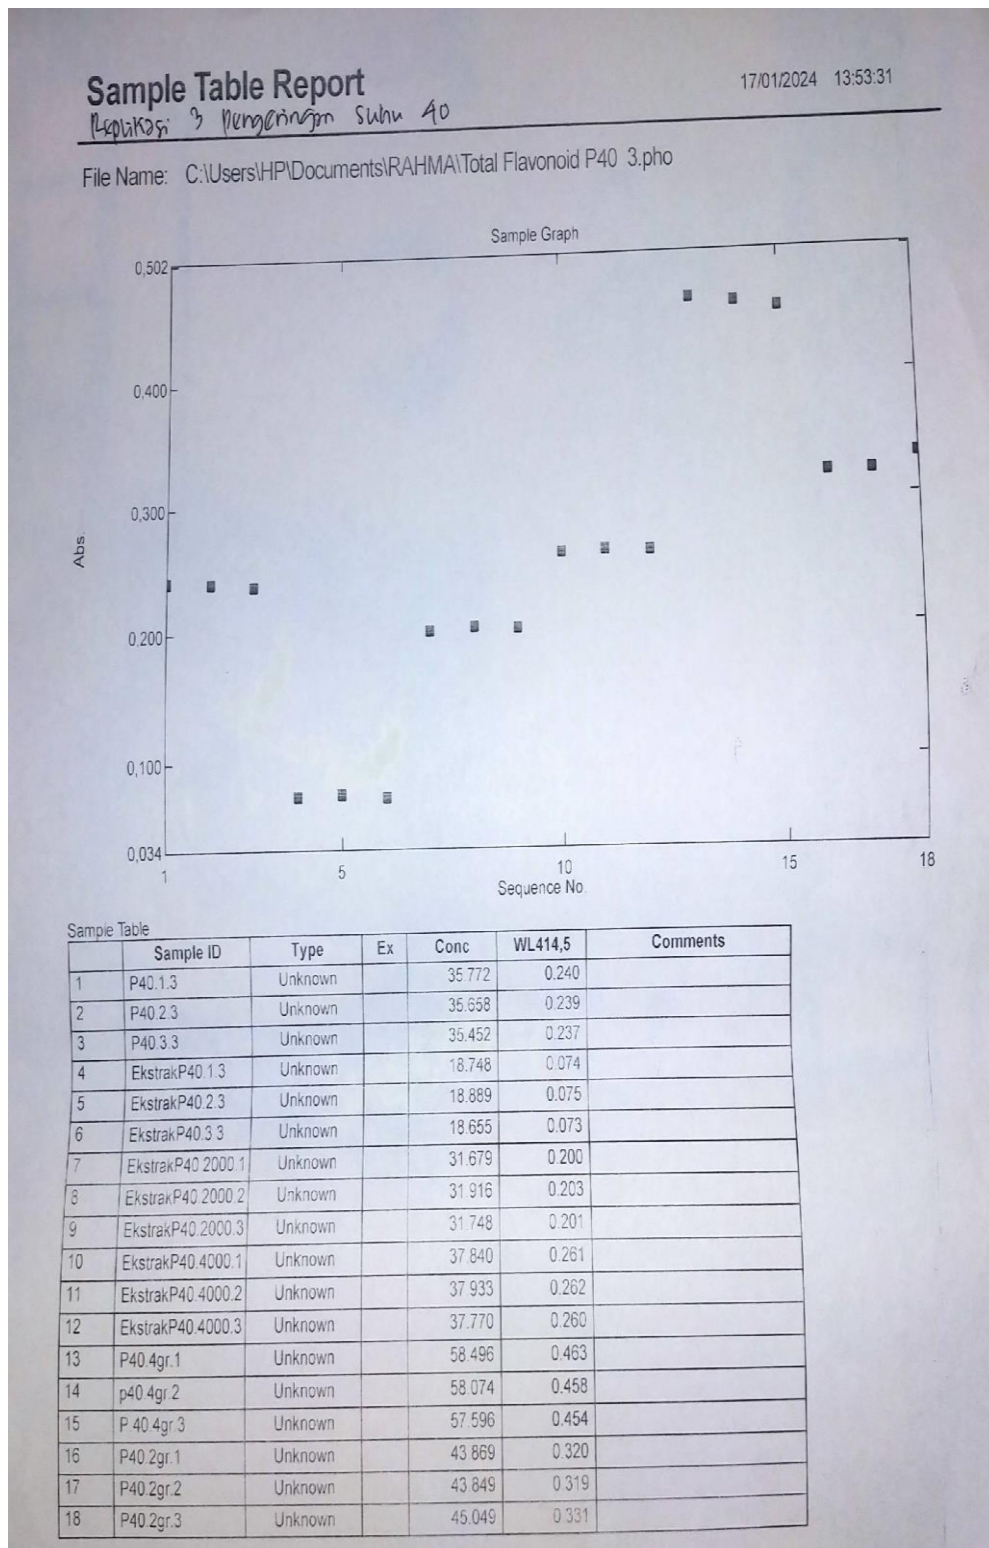 Sample Table Report
17/01/2024 13:53:31
Replikasi 3 Pengeringan Suhu 40
File Name: C:\Users\HP\Documents\RAHMA\Total Flavonoid P40 3.pho
Sample Graph
0,502
0,400
0,300
0,200
0,100
0,034
Abs.
1 5 10 15 18
Sequence No.
Sample Table
Sample ID Type Ex Conc WL414,5 Comments
1 P40.1.3 Unknown 35.772 0.240
2 P40.2.3 Unknown 35.658 0.239
3 P40.3.3 Unknown 35.452 0.237
4 EkstrakP40.1.3 Unknown 18.748 0.074
5 EkstrakP40.2.3 Unknown 18.889 0.075
6 EkstrakP40.3.3 Unknown 18.655 0.073
7 EkstrakP40.2000.1 Unknown 31.679 0.200
8 EkstrakP40.2000.2 Unknown 31.916 0.203
9 EkstrakP40.2000.3 Unknown 31.748 0.201
10 EkstrakP40.4000.1 Unknown 37.840 0.261
11 EkstrakP40.4000.2 Unknown 37.933 0.262
12 EkstrakP40.4000.3 Unknown 37.770 0.260
13 P40.4gr.1 Unknown 58.496 0.463
14 p40.4gr.2 Unknown 58.074 0.458
15 P.40.4gr.3 Unknown 57.596 0.454
16 P40.2gr.1 Unknown 43.869 0.320
17 P40.2gr.2 Unknown 43.849 0.319
18 P40.2gr.3 Unknown 45.049 0.331